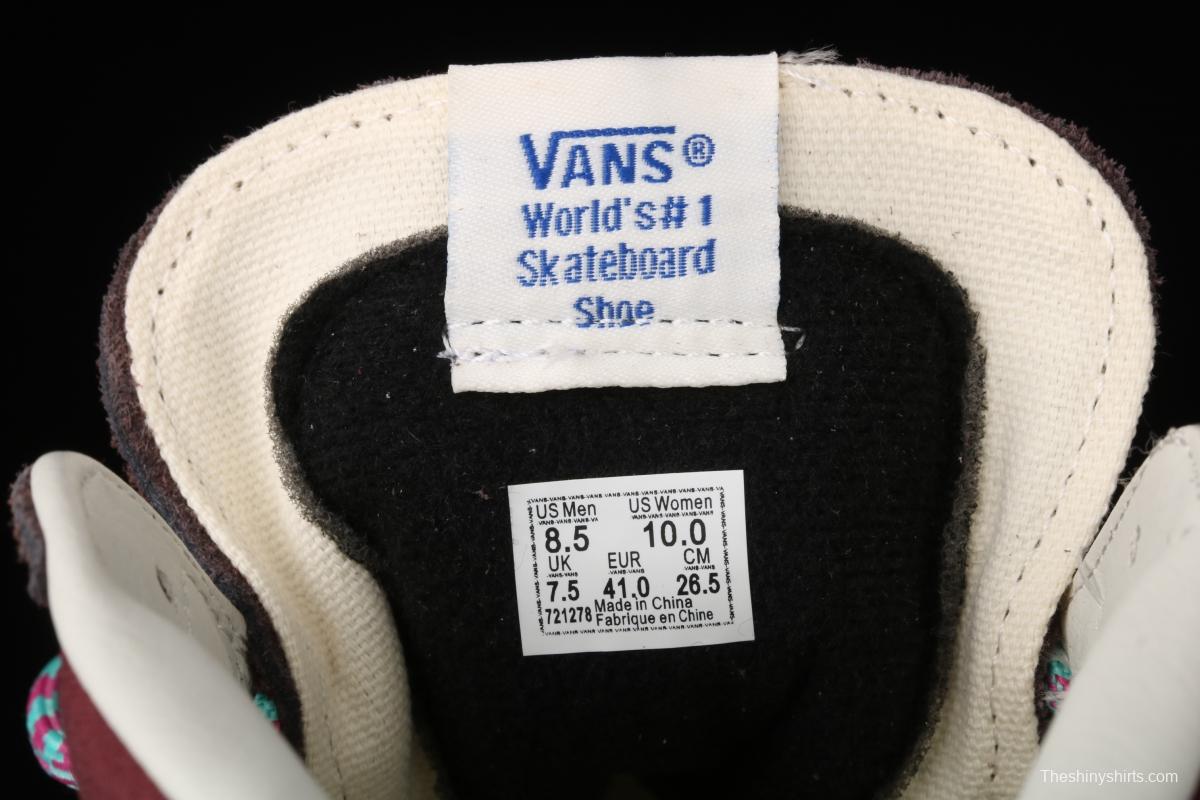 VANS®
World's#1
Skateboard
Shoe
US Men US Women
8.5 10.0
UK EUR CM
7.5 41.0 26.5
721278 Made in China
Fabrique en Chine
Theshinyshirts.com